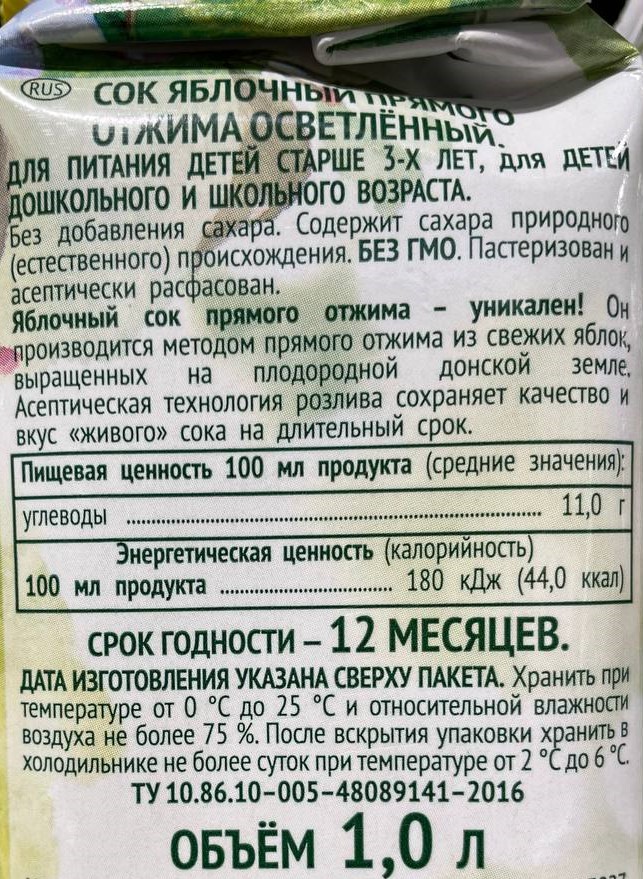 RUS СОК ЯБЛОЧНЫЙ ПРЯМОГО
ОТЖИМА ОСВЕТЛЁННЫЙ.
ДЛЯ ПИТАНИЯ ДЕТЕЙ СТАРШЕ 3-Х ЛЕТ, для ДЕТЕЙ
ДОШКОЛЬНОГО И ШКОЛЬНОГО ВОЗРАСТА.
Без добавления сахара. Содержит сахара природного
(естественного) происхождения. БЕЗ ГМО. Пастеризован и
асептически расфасован.
Яблочный сок прямого отжима – уникален! Он
производится методом прямого отжима из свежих яблок,
выращенных на плодородной донской земле.
Асептическая технология розлива сохраняет качество и
вкус «живого» сока на длительный срок.
Пищевая ценность 100 мл продукта (средние значения):
углеводы ........................................ 11,0 г
Энергетическая ценность (калорийность)
100 мл продукта ................................ 180 кДж (44,0 ккал)
СРОК ГОДНОСТИ – 12 МЕСЯЦЕВ.
ДАТА ИЗГОТОВЛЕНИЯ УКАЗАНА СВЕРХУ ПАКЕТА. Хранить при
температуре от 0 °C до 25 °C и относительной влажности
воздуха не более 75 %. После вскрытия упаковки хранить в
холодильнике не более суток при температуре от 2 °C до 6 °C.
ТУ 10.86.10-005-48089141-2016
ОБЪЁМ 1,0 л